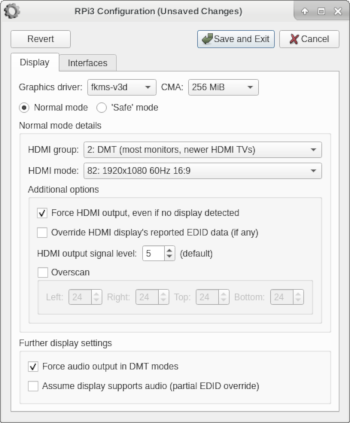 RPi3 Configuration (Unsaved Changes)
Revert Save and Exit Cancel
Display Interfaces
Graphics driver: fkms-v3d CMA: 256 MiB
Normal mode 'Safe' mode
Normal mode details
HDMI group: 2: DMT (most monitors, newer HDMI TVs)
HDMI mode: 82: 1920x1080 60Hz 16:9
Additional options
Force HDMI output, even if no display detected
Override HDMI display's reported EDID data (if any)
HDMI output signal level: 5 (default)
Overscan
Left: 24 Right: 24 Top: 24 Bottom: 24
Further display settings
Force audio output in DMT modes
Assume display supports audio (partial EDID override)